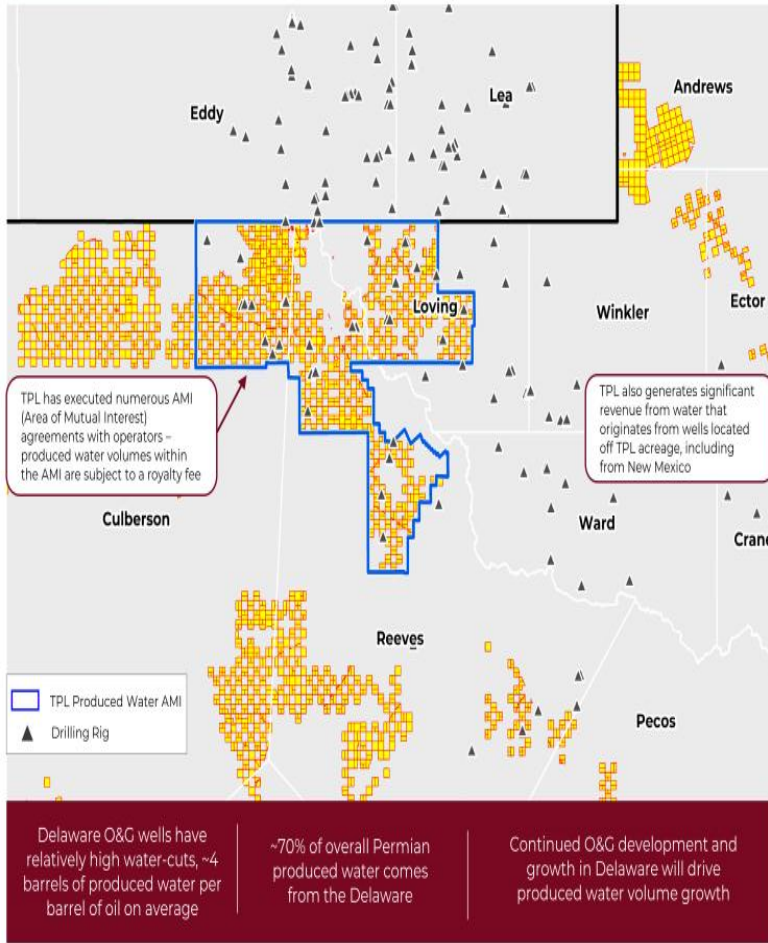 Andrews
Lea
Eddy
Loving
Winkler
Ector
TPL has executed numerous AMI
(Area of Mutual Interest)
agreements with operators –
produced water volumes within
the AMI are subject to a royalty fee
TPL also generates significant
revenue from water that
originates from wells located
off TPL acreage, including
from New Mexico
Culberson
Ward
Crane
Reeves
Pecos
TPL Produced Water AMI
Drilling Rig
Delaware O&G wells have
relatively high water-cuts, ~4
barrels of produced water per
barrel of oil on average
~70% of overall Permian
produced water comes
from the Delaware
Continued O&G development and
growth in Delaware will drive
produced water volume growth